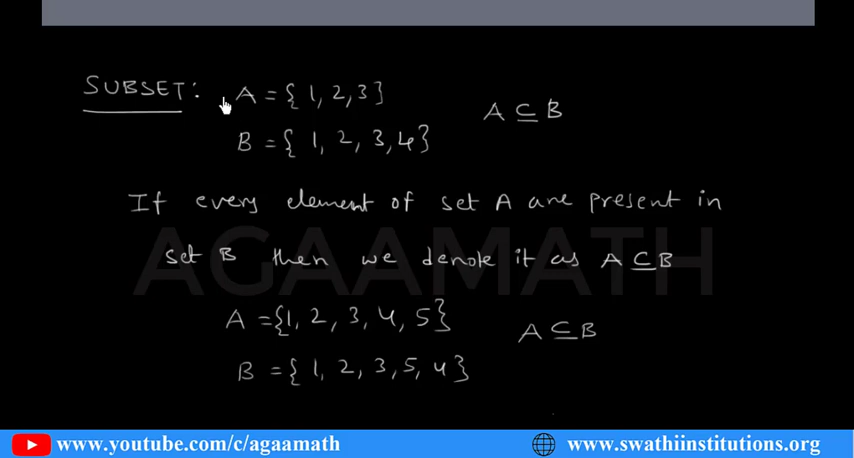 SUBSET: A = { 1, 2, 3 } A ⊆ B
B = { 1, 2, 3, 4 }
If every element of set A are present in
set B then we denote it as A ⊆ B
AGAAMATH
A = {1, 2, 3, 4, 5} A ⊆ B
B = { 1, 2, 3, 5, 4 }
www.youtube.com/c/agaamath www.swathiinstitutions.org